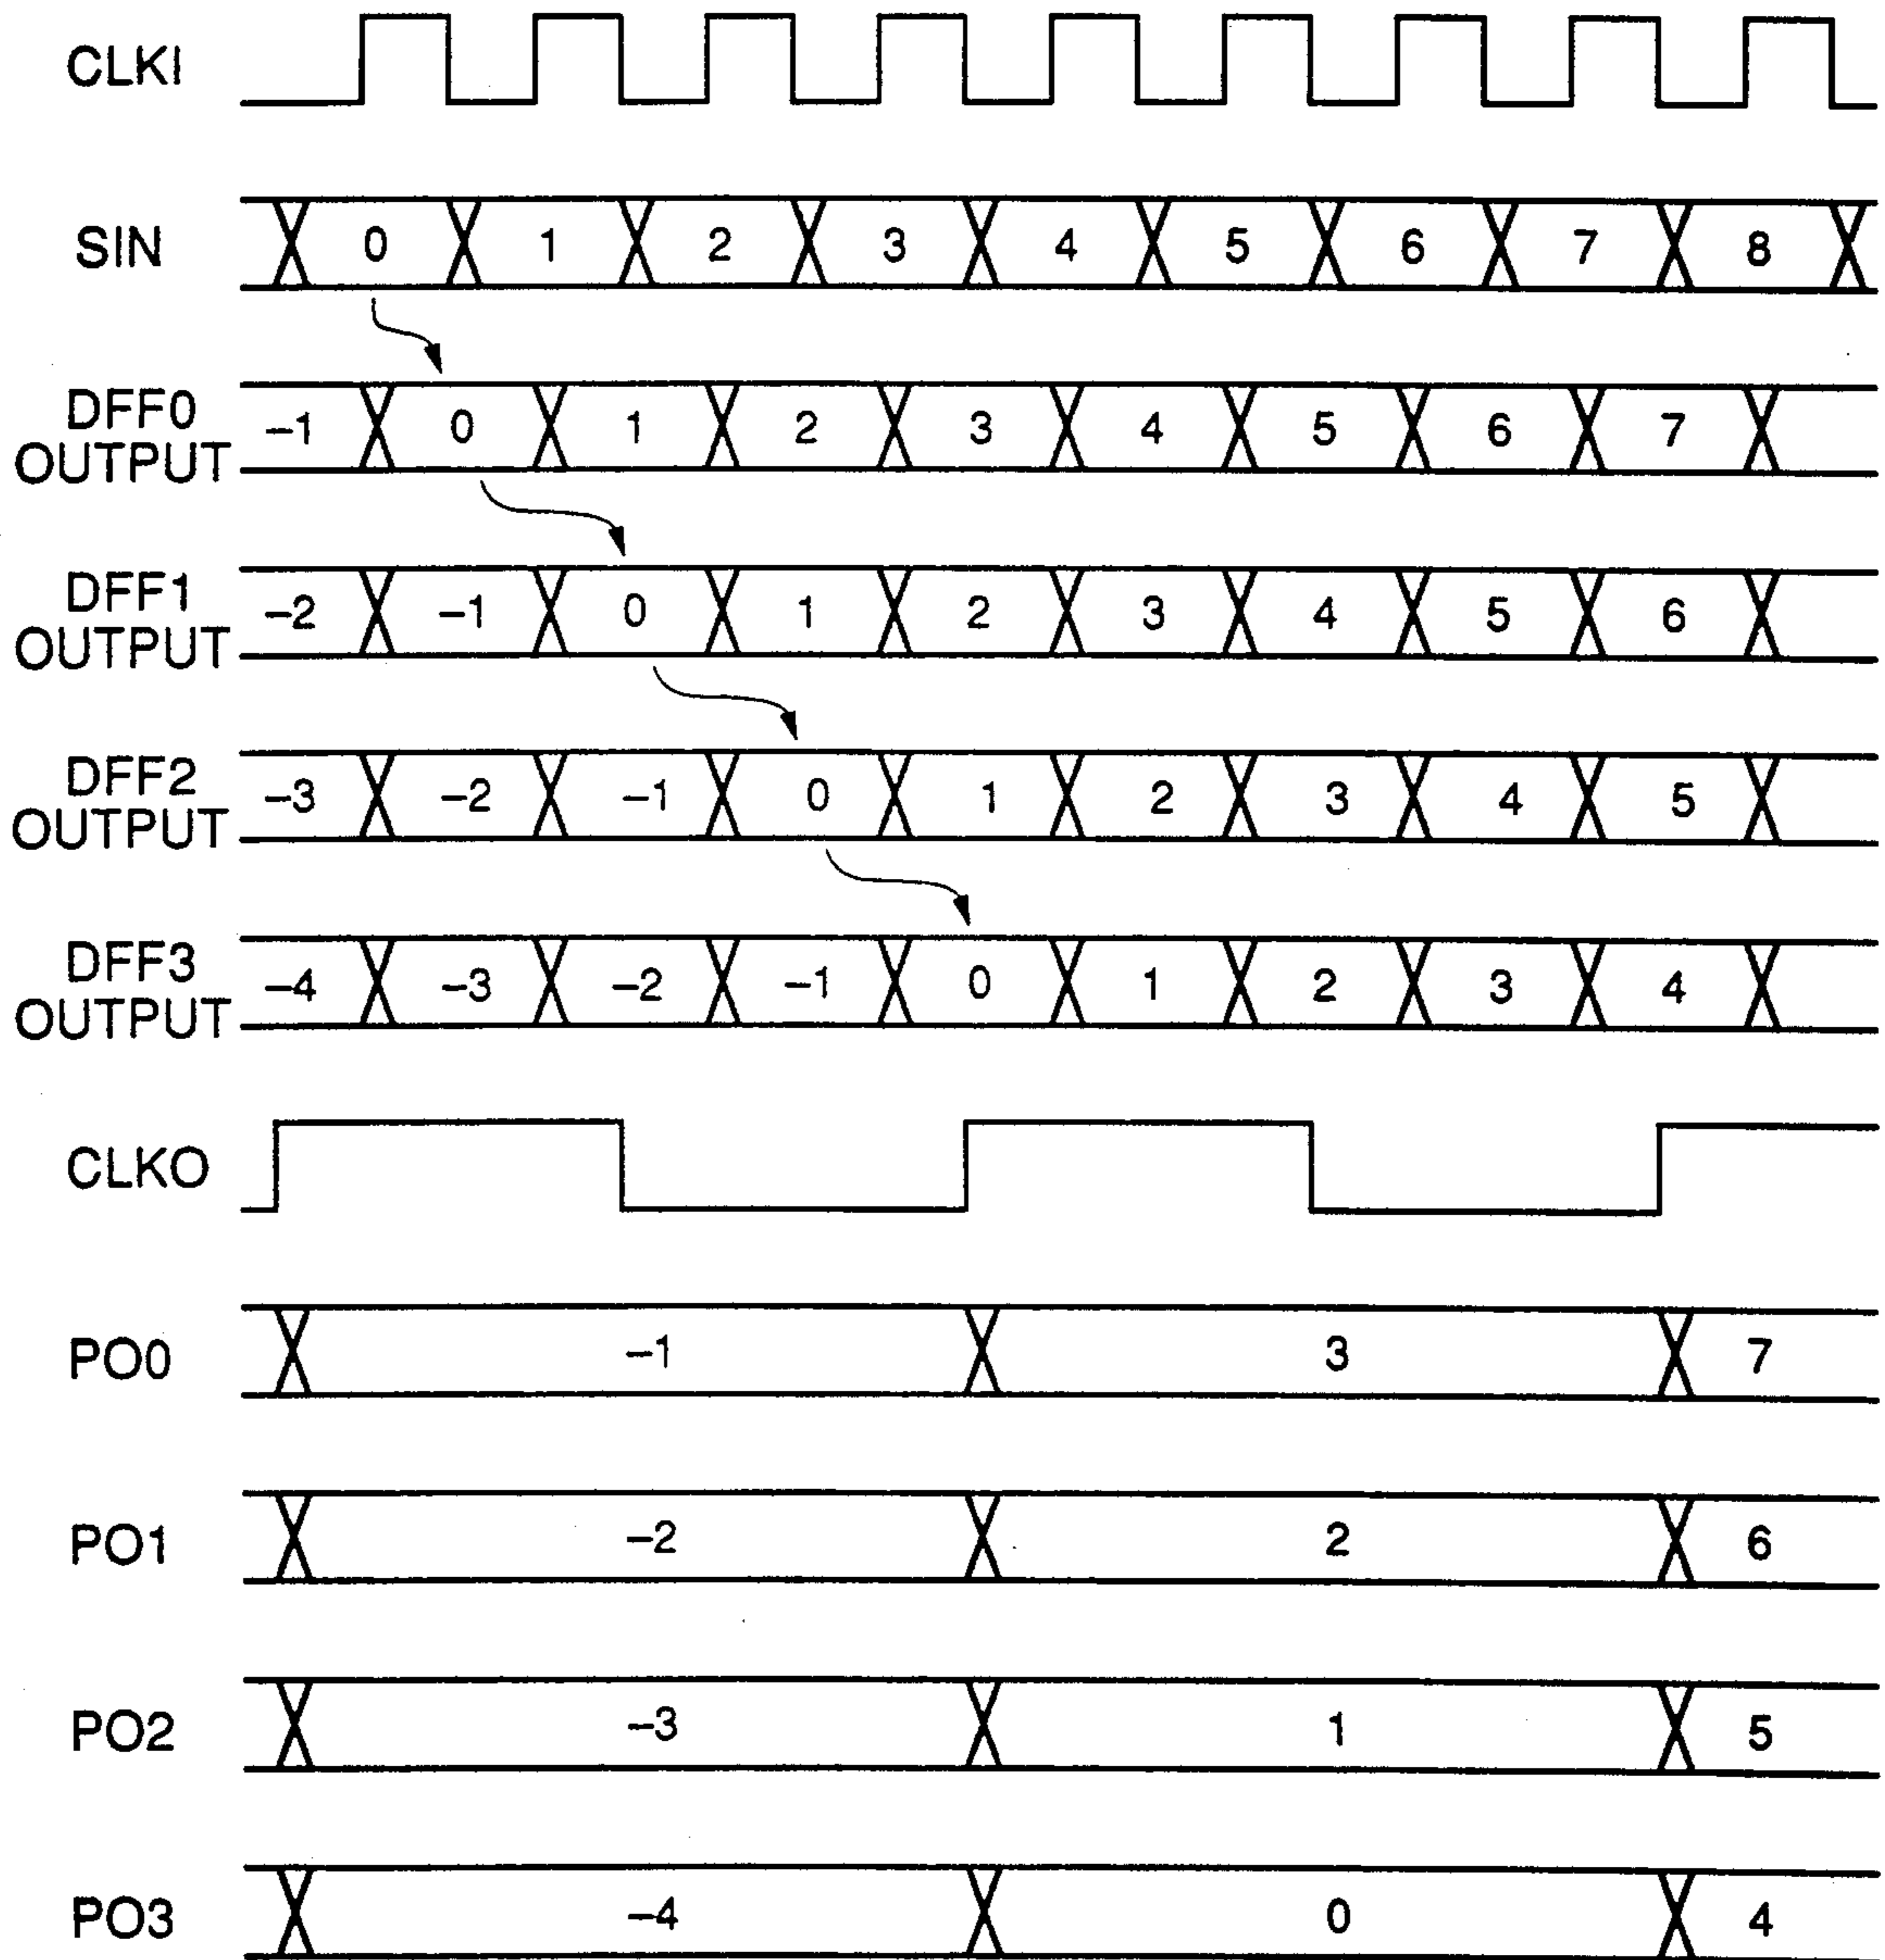 CLKI
SIN 0 1 2 3 4 5 6 7 8
DFF0
OUTPUT –1 0 1 2 3 4 5 6 7
DFF1
OUTPUT –2 –1 0 1 2 3 4 5 6
DFF2
OUTPUT –3 –2 –1 0 1 2 3 4 5
DFF3
OUTPUT –4 –3 –2 –1 0 1 2 3 4
CLKO
PO0 –1 3 7
PO1 –2 2 6
PO2 –3 1 5
PO3 –4 0 4